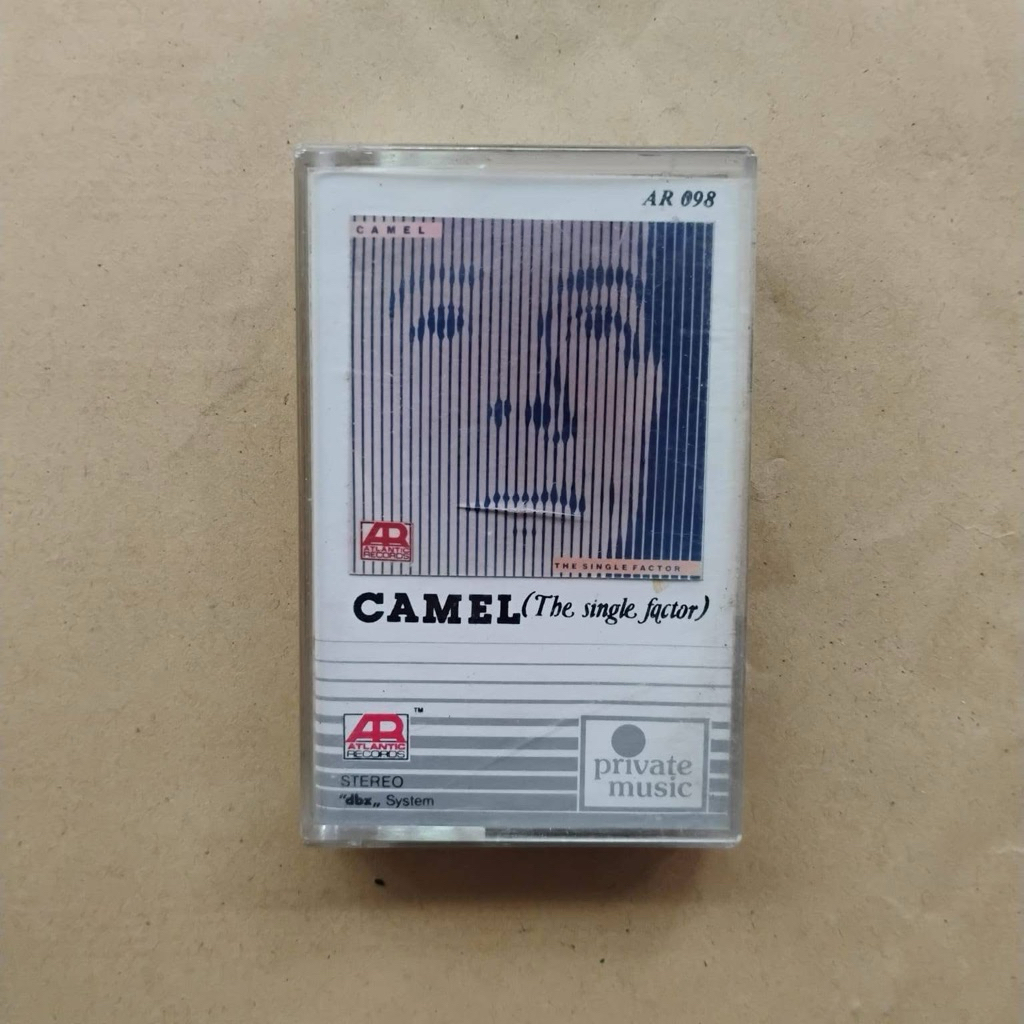 AR 098
CAMEL
AR
ATLANTIC
RECORDS
THE SINGLE FACTOR
CAMEL (The single factor)
AR ™
ATLANTIC
RECORDS
STEREO
"dbx„ System
private
music